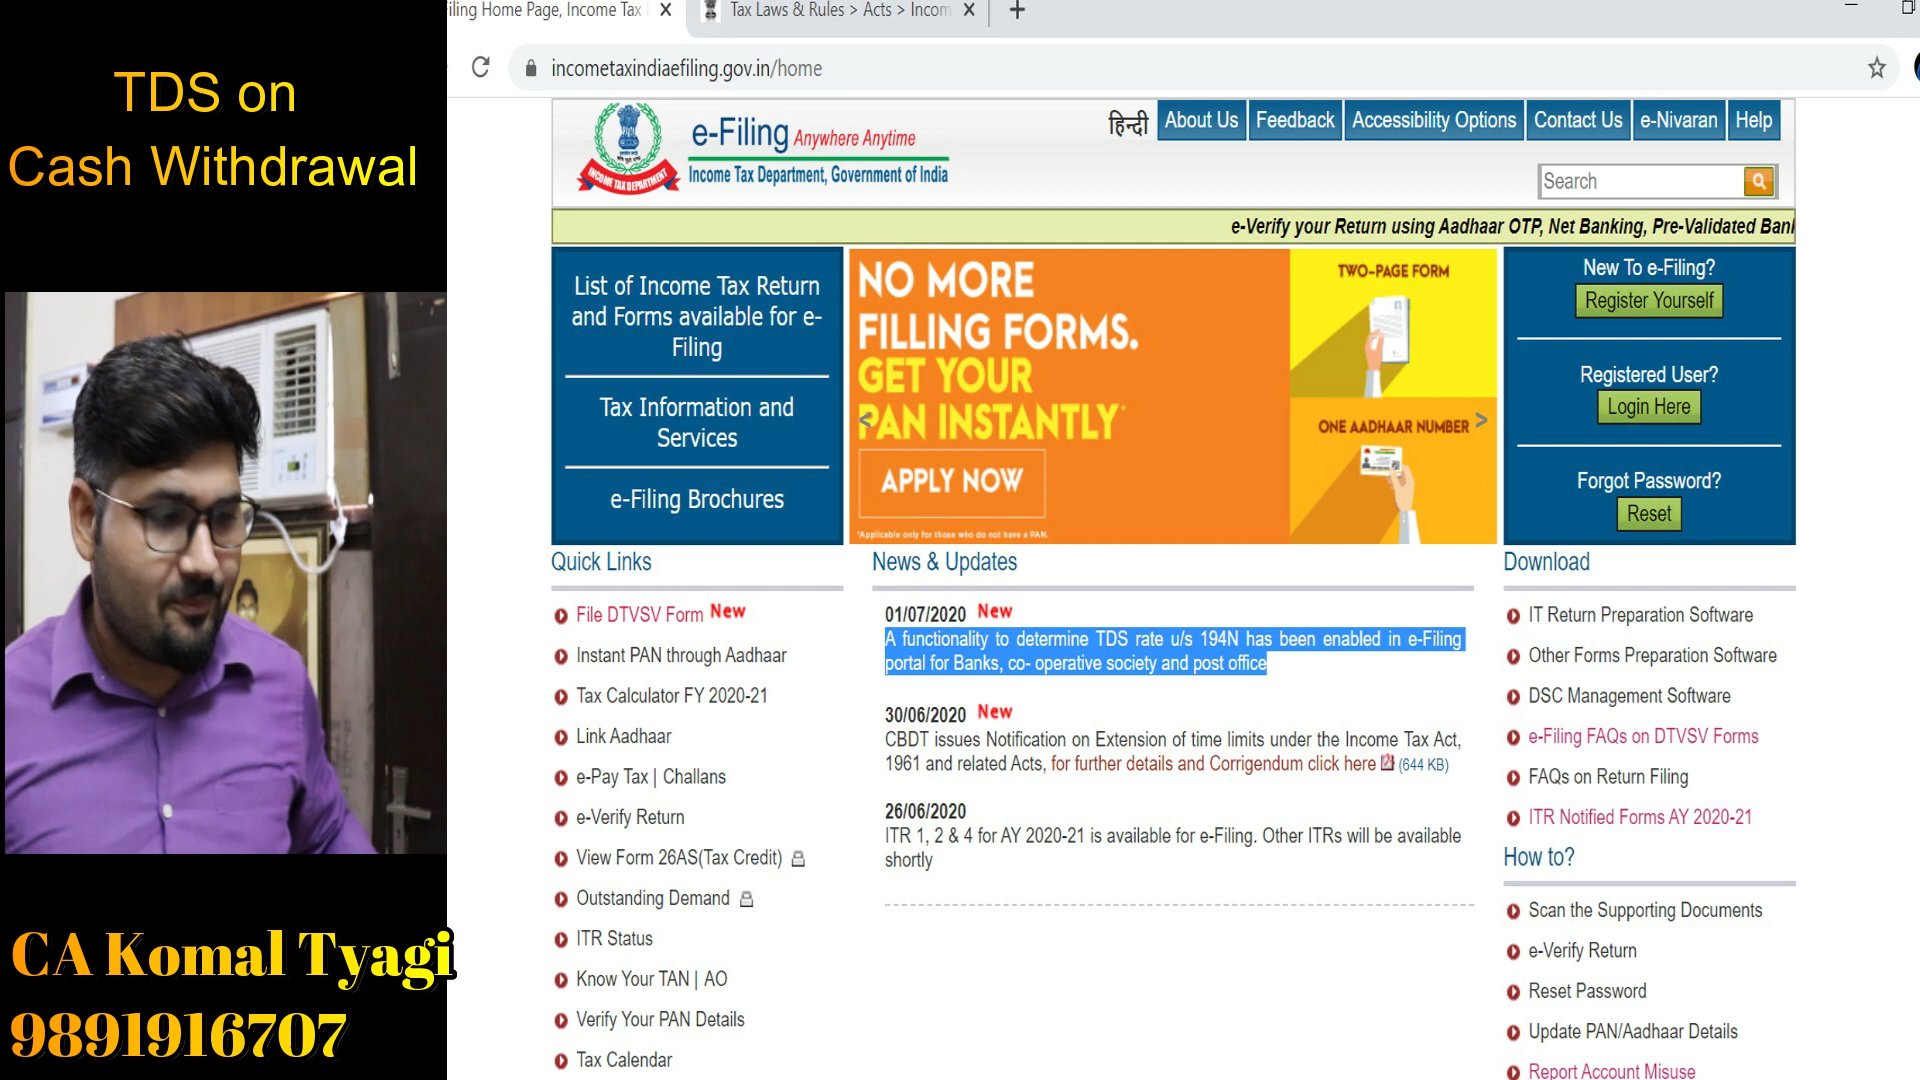 TDS on
Cash Withdrawal
CA Komal Tyagi
9891916707
iling Home Page, Income Tax
Tax Laws & Rules > Acts > Incom
incometaxindiaefiling.gov.in/home
e-Filing Anywhere Anytime
Income Tax Department, Government of India
INCOME TAX DEPARTMENT
हिन्दी About Us Feedback Accessibility Options Contact Us e-Nivaran Help
Search
e-Verify your Return using Aadhaar OTP, Net Banking, Pre-Validated Ban
List of Income Tax Return
and Forms available for e-
Filing
Tax Information and
Services
e-Filing Brochures
NO MORE
FILLING FORMS.
GET YOUR
PAN INSTANTLY*
APPLY NOW
*Applicable only for those who do not have a PAN.
TWO-PAGE FORM
ONE AADHAAR NUMBER
New To e-Filing?
Register Yourself
Registered User?
Login Here
Forgot Password?
Reset
Quick Links
File DTVSV Form New
Instant PAN through Aadhaar
Tax Calculator FY 2020-21
Link Aadhaar
e-Pay Tax | Challans
e-Verify Return
View Form 26AS(Tax Credit)
Outstanding Demand
ITR Status
Know Your TAN | AO
Verify Your PAN Details
Tax Calendar
News & Updates
01/07/2020 New
A functionality to determine TDS rate u/s 194N has been enabled in e-Filing
portal for Banks, co- operative society and post office
30/06/2020 New
CBDT issues Notification on Extension of time limits under the Income Tax Act,
1961 and related Acts, for further details and Corrigendum click here (644 KB)
26/06/2020
ITR 1, 2 & 4 for AY 2020-21 is available for e-Filing. Other ITRs will be available
shortly
Download
IT Return Preparation Software
Other Forms Preparation Software
DSC Management Software
e-Filing FAQs on DTVSV Forms
FAQs on Return Filing
ITR Notified Forms AY 2020-21
How to?
Scan the Supporting Documents
e-Verify Return
Reset Password
Update PAN/Aadhaar Details
Report Account Misuse